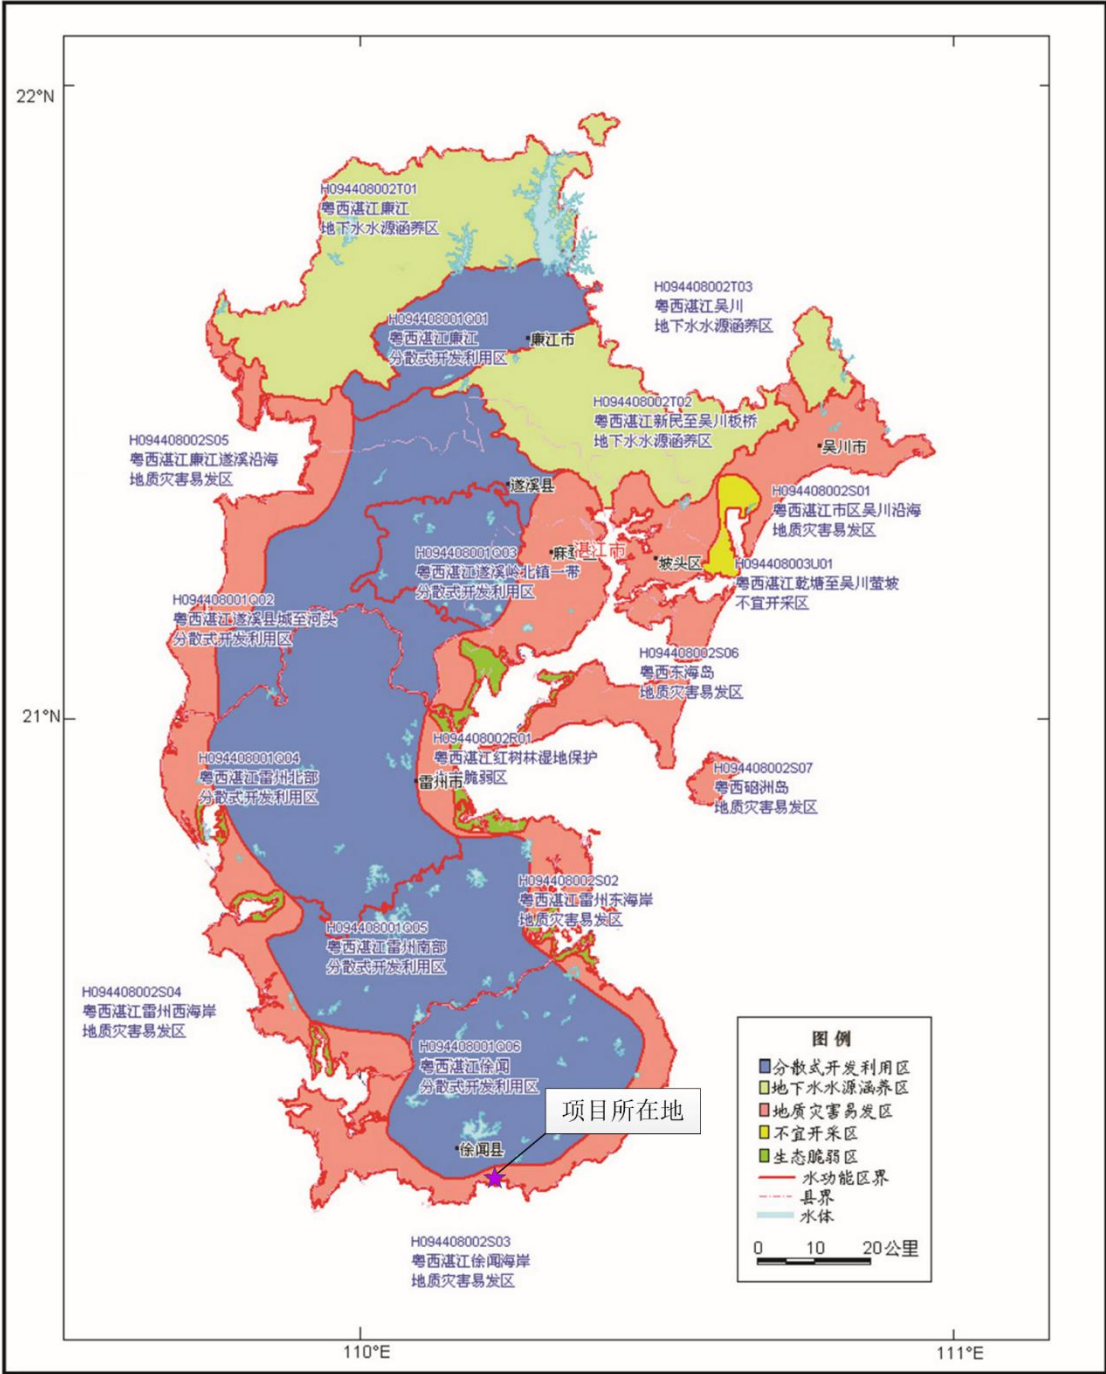 22°N
H094408002T01
粤西湛江廉江
地下水水源涵养区
H094408002T03
粤西湛江吴川
地下水水源涵养区
H094408001Q01
粤西湛江廉江
分散式开发利用区
廉江市
H094408002T02
粤西湛江新民至吴川板桥
地下水水源涵养区
H094408002S05
粤西湛江廉江遂溪沿海
地质灾害易发区
吴川市
遂溪县
H094408002S01
粤西湛江市区吴川沿海
地质灾害易发区
H094408001Q03
粤西湛江遂溪岭北镇一带
分散式开发利用区
湛江市
坡头区
H094408003U01
粤西湛江乾塘至吴川蓥坡
不宜开采区
H094408001Q02
粤西湛江遂溪县城至河头
分散式开发利用区
H094408002S06
粤西东海岛
地质灾害易发区
21°N
H094408002R01
粤西湛江红树林湿地保护
脆弱区
雷州市
H094408001Q04
粤西湛江雷州北部
分散式开发利用区
H094408002S07
粤西硇洲岛
地质灾害易发区
H094408002S02
粤西湛江雷州东海岸
地质灾害易发区
H094408001Q05
粤西湛江雷州南部
分散式开发利用区
H094408002S04
粤西湛江雷州西海岸
地质灾害易发区
H094408001Q06
粤西湛江徐闻
分散式开发利用区
项目所在地
徐闻县
H094408002S03
粤西湛江徐闻海岸
地质灾害易发区
图例
分散式开发利用区
地下水水源涵养区
地质灾害易发区
不宜开采区
生态脆弱区
水功能区界
县界
水体
0 10 20公里
110°E
111°E